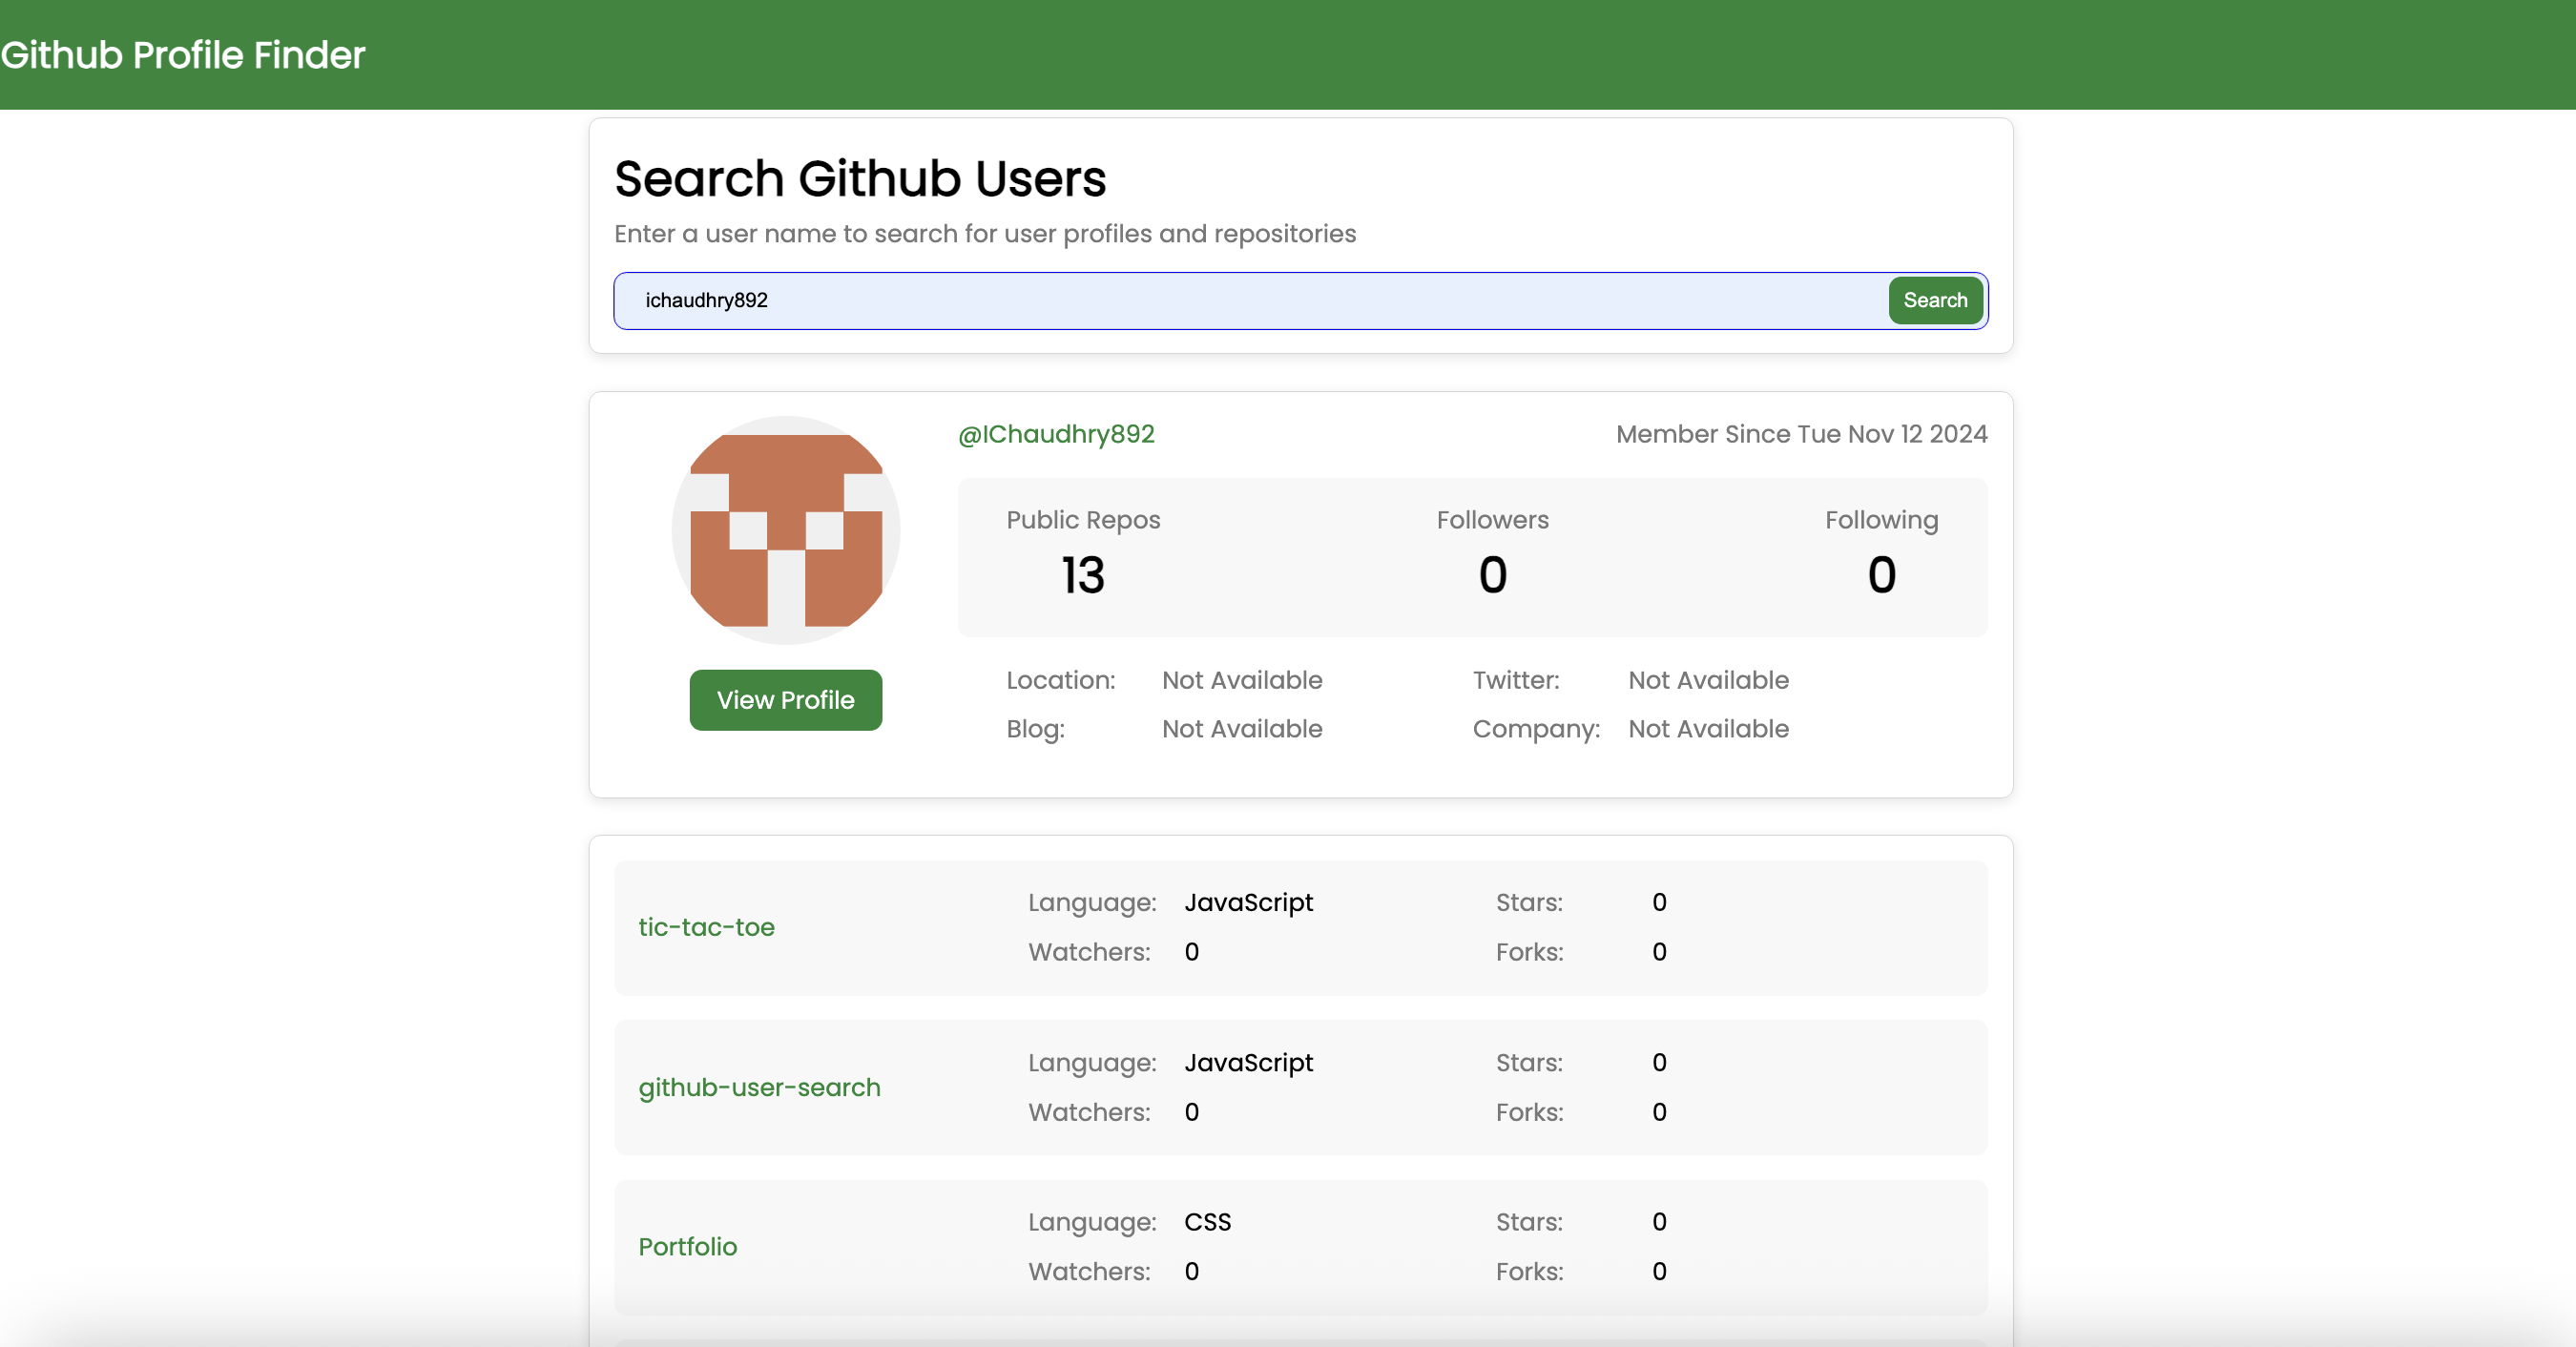 Github Profile Finder
Search Github Users
Enter a user name to search for user profiles and repositories
ichaudhry892 Search
@IChaudhry892 Member Since Tue Nov 12 2024
Public Repos Followers Following
13 0 0
View Profile
Location: Not Available Twitter: Not Available
Blog: Not Available Company: Not Available
tic-tac-toe
Language: JavaScript Stars: 0
Watchers: 0 Forks: 0
github-user-search
Language: JavaScript Stars: 0
Watchers: 0 Forks: 0
Portfolio
Language: CSS Stars: 0
Watchers: 0 Forks: 0